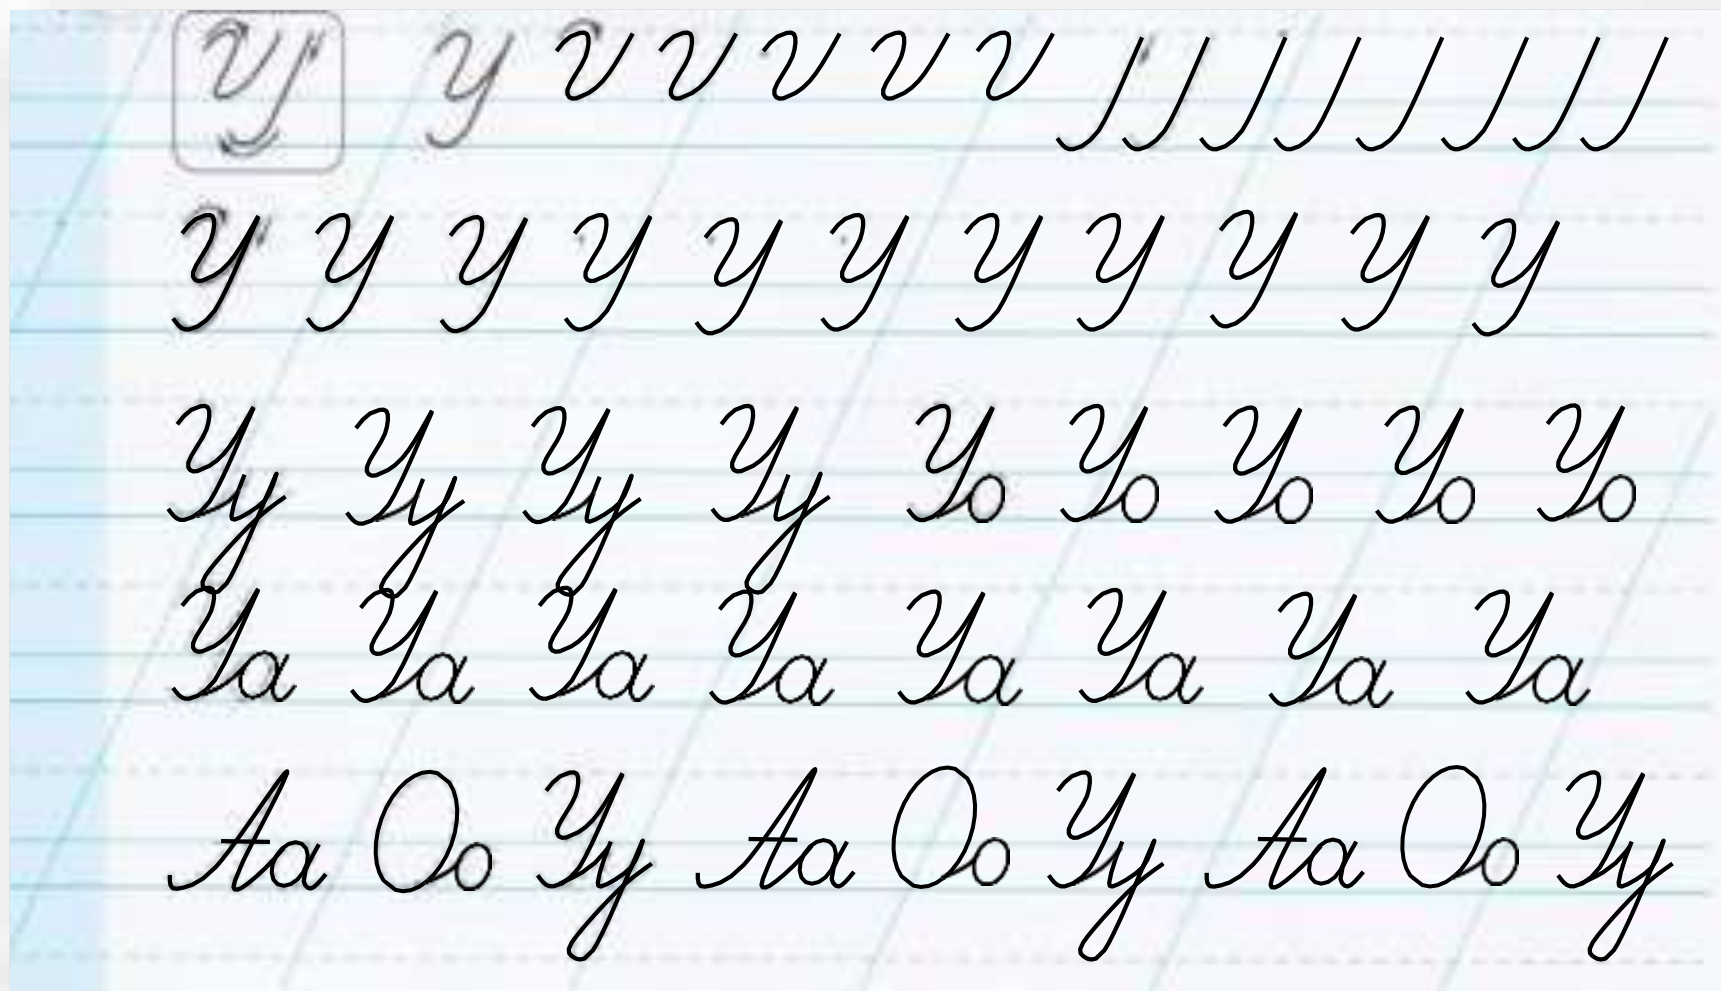 У У
У У У У У У У У У У У
Уу Уу Уу Уу Уо Уо Уо Уо Уо
Уа Уа Уа Уа Уа Уа Уа Уа
Аа Оо Уу Аа Оо Уу Аа Оо Уу